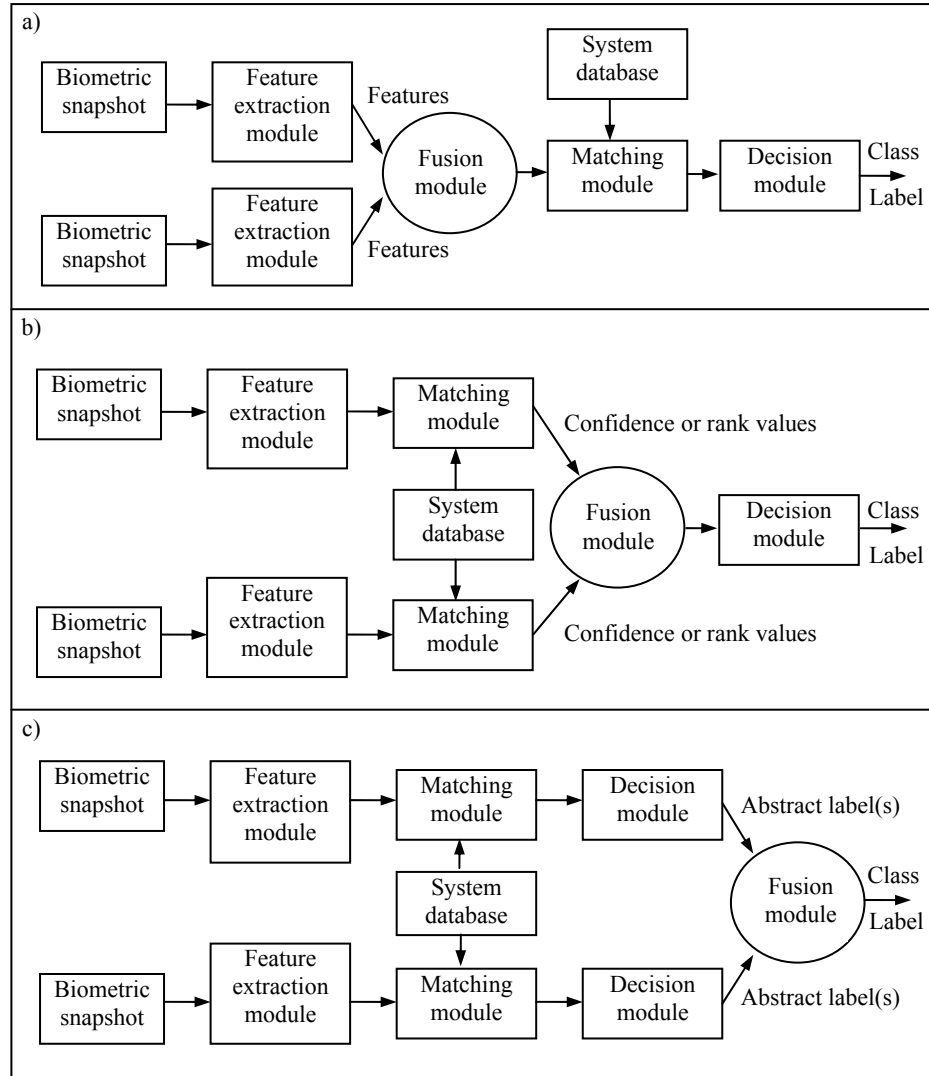 a)
Biometric
snapshot
Feature
extraction
module
Features
Biometric
snapshot
Feature
extraction
module
Features
Fusion
module
System
database
Matching
module
Decision
module
Class
Label
b)
Biometric
snapshot
Feature
extraction
module
Matching
module
Confidence or rank values
System
database
Biometric
snapshot
Feature
extraction
module
Matching
module
Confidence or rank values
Fusion
module
Decision
module
Class
Label
c)
Biometric
snapshot
Feature
extraction
module
Matching
module
Decision
module
Abstract label(s)
System
database
Biometric
snapshot
Feature
extraction
module
Matching
module
Decision
module
Abstract label(s)
Fusion
module
Class
Label